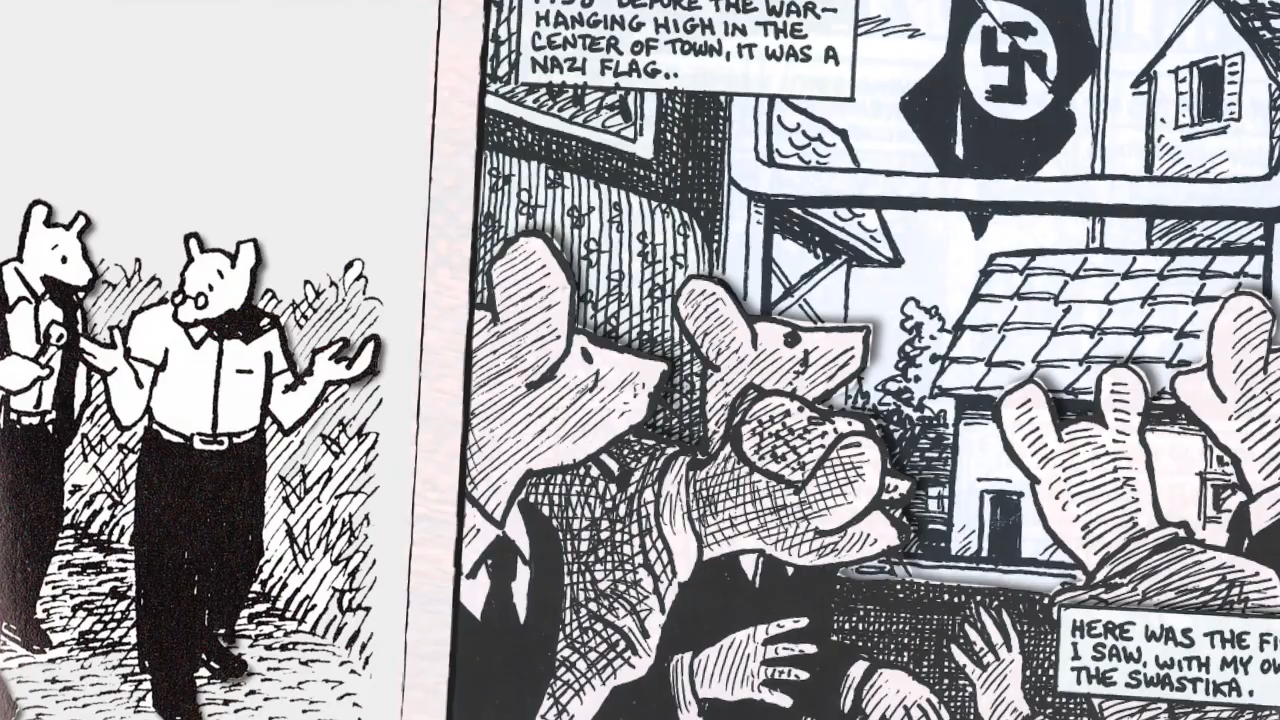 BEFORE THE WAR-
HANGING HIGH IN THE
CENTER OF TOWN, IT WAS A
NAZI FLAG..
HERE WAS THE FI
I SAW, WITH MY O
THE SWASTIKA.